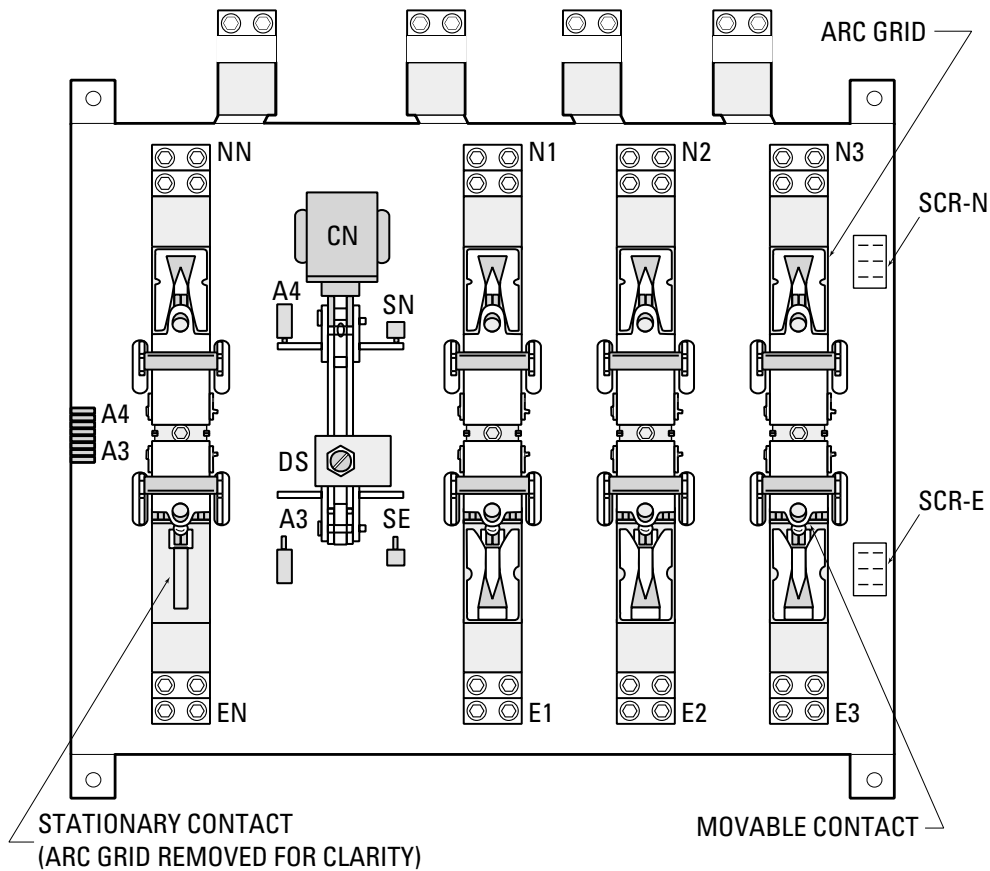 ARC GRID
NN
N1
N2
N3
SCR-N
CN
A4
SN
A4
A3
DS
A3
SE
SCR-E
EN
E1
E2
E3
STATIONARY CONTACT
(ARC GRID REMOVED FOR CLARITY)
MOVABLE CONTACT